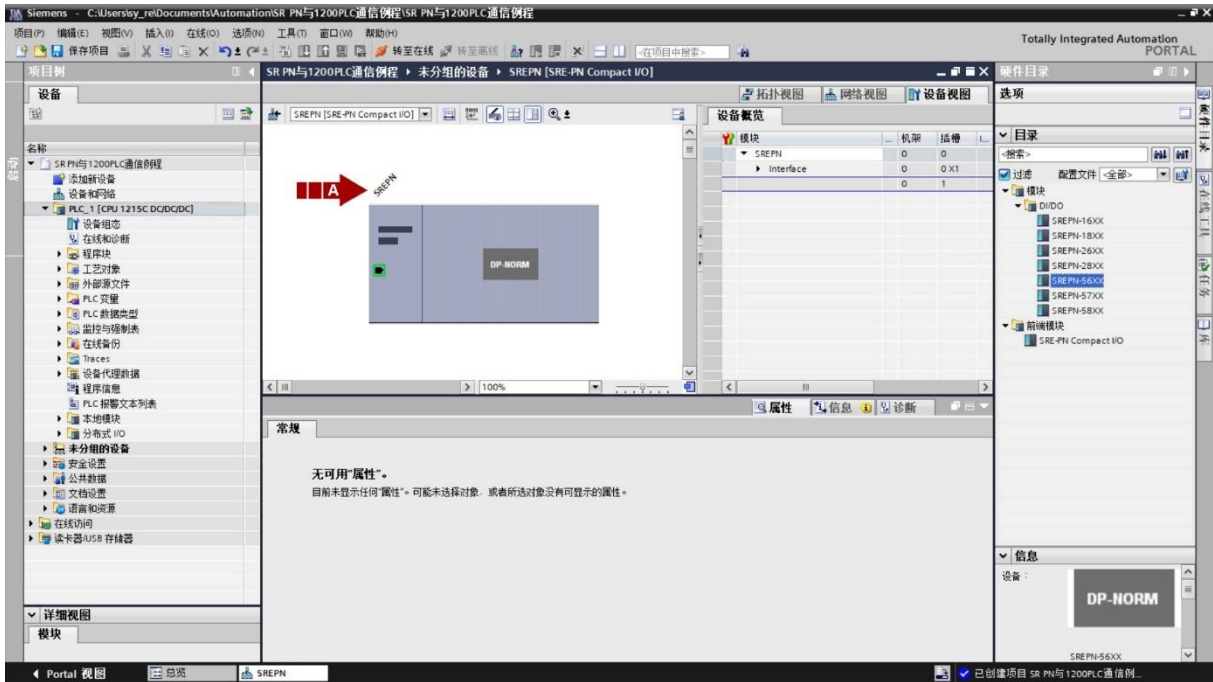 Siemens - C:\Users\sy_re\Documents\Automation\SR PN与1200PLC通信例程\SR PN与1200PLC通信例程
项目(P) 编辑(E) 视图(V) 插入(I) 在线(O) 选项(N) 工具(T) 窗口(W) 帮助(H)
Totally Integrated Automation
PORTAL
保存项目 转至在线 转至离线 <在项目中搜索>
项目树
设备
名称
SR PN与1200PLC通信例程
添加新设备
设备和网络
PLC_1 [CPU 1215C DC/DC/DC]
设备组态
在线和诊断
程序块
工艺对象
外部源文件
PLC 变量
PLC 数据类型
监控与强制表
在线备份
Traces
设备代理数据
程序信息
PLC 报警文本列表
本地模块
分布式 I/O
未分组的设备
安全设置
公共数据
文档设置
语言和资源
在线访问
读卡器/USB 存储器
详细视图
模块
启动
SR PN与1200PLC通信例程 未分组的设备 SREPN [SRE-PN Compact I/O]
拓扑视图 网络视图 设备视图
SREPN [SRE-PN Compact I/O]
A
SREPN
DP-NORM
100%
设备概览
模块 ... 机架 插槽 I...
SREPN 0 0
Interface 0 0 X1
0 1
属性 信息 诊断
常规
无可用"属性"。
目前未显示任何"属性"。可能未选择对象，或者所选对象没有可显示的属性。
硬件目录
选项
目录
<搜索>
过滤 配置文件 <全部>
模块
DI/DO
SREPN-16XX
SREPN-18XX
SREPN-26XX
SREPN-28XX
SREPN-56XX
SREPN-57XX
SREPN-58XX
前端模块
SRE-PN Compact I/O
信息
设备：
DP-NORM
SREPN-56XX
硬件目录
在线工具
任务
库
Portal 视图 总览 SREPN 已创建项目 SR PN与1200PLC通信例...